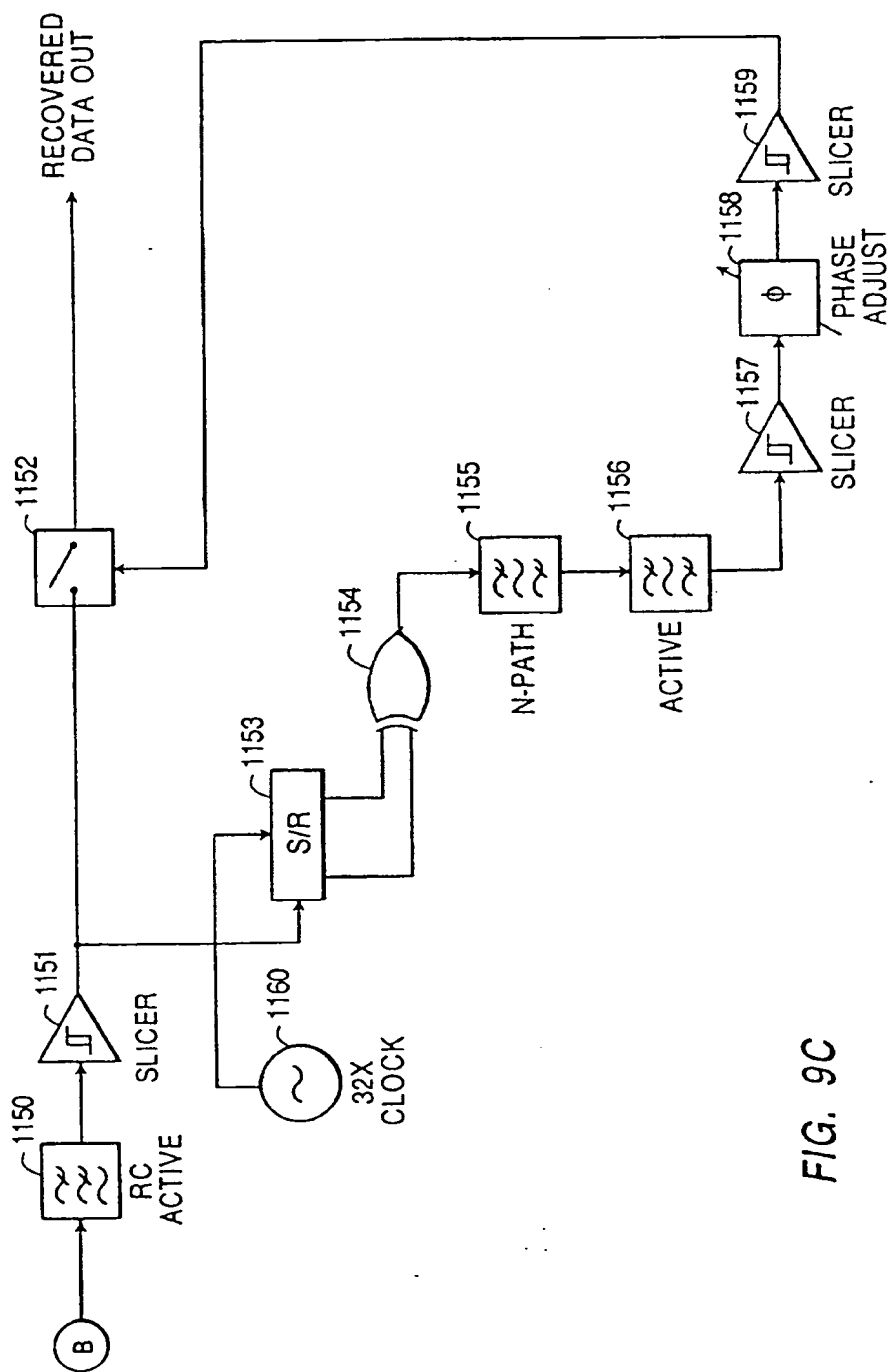 B
1150
RC
ACTIVE
1151
SLICER
1152
RECOVERED
DATA OUT
1160
32X
CLOCK
1153
S/R
1154
1155
N-PATH
1156
ACTIVE
1157
SLICER
1158
ϕ
PHASE
ADJUST
1159
SLICER
FIG. 9C